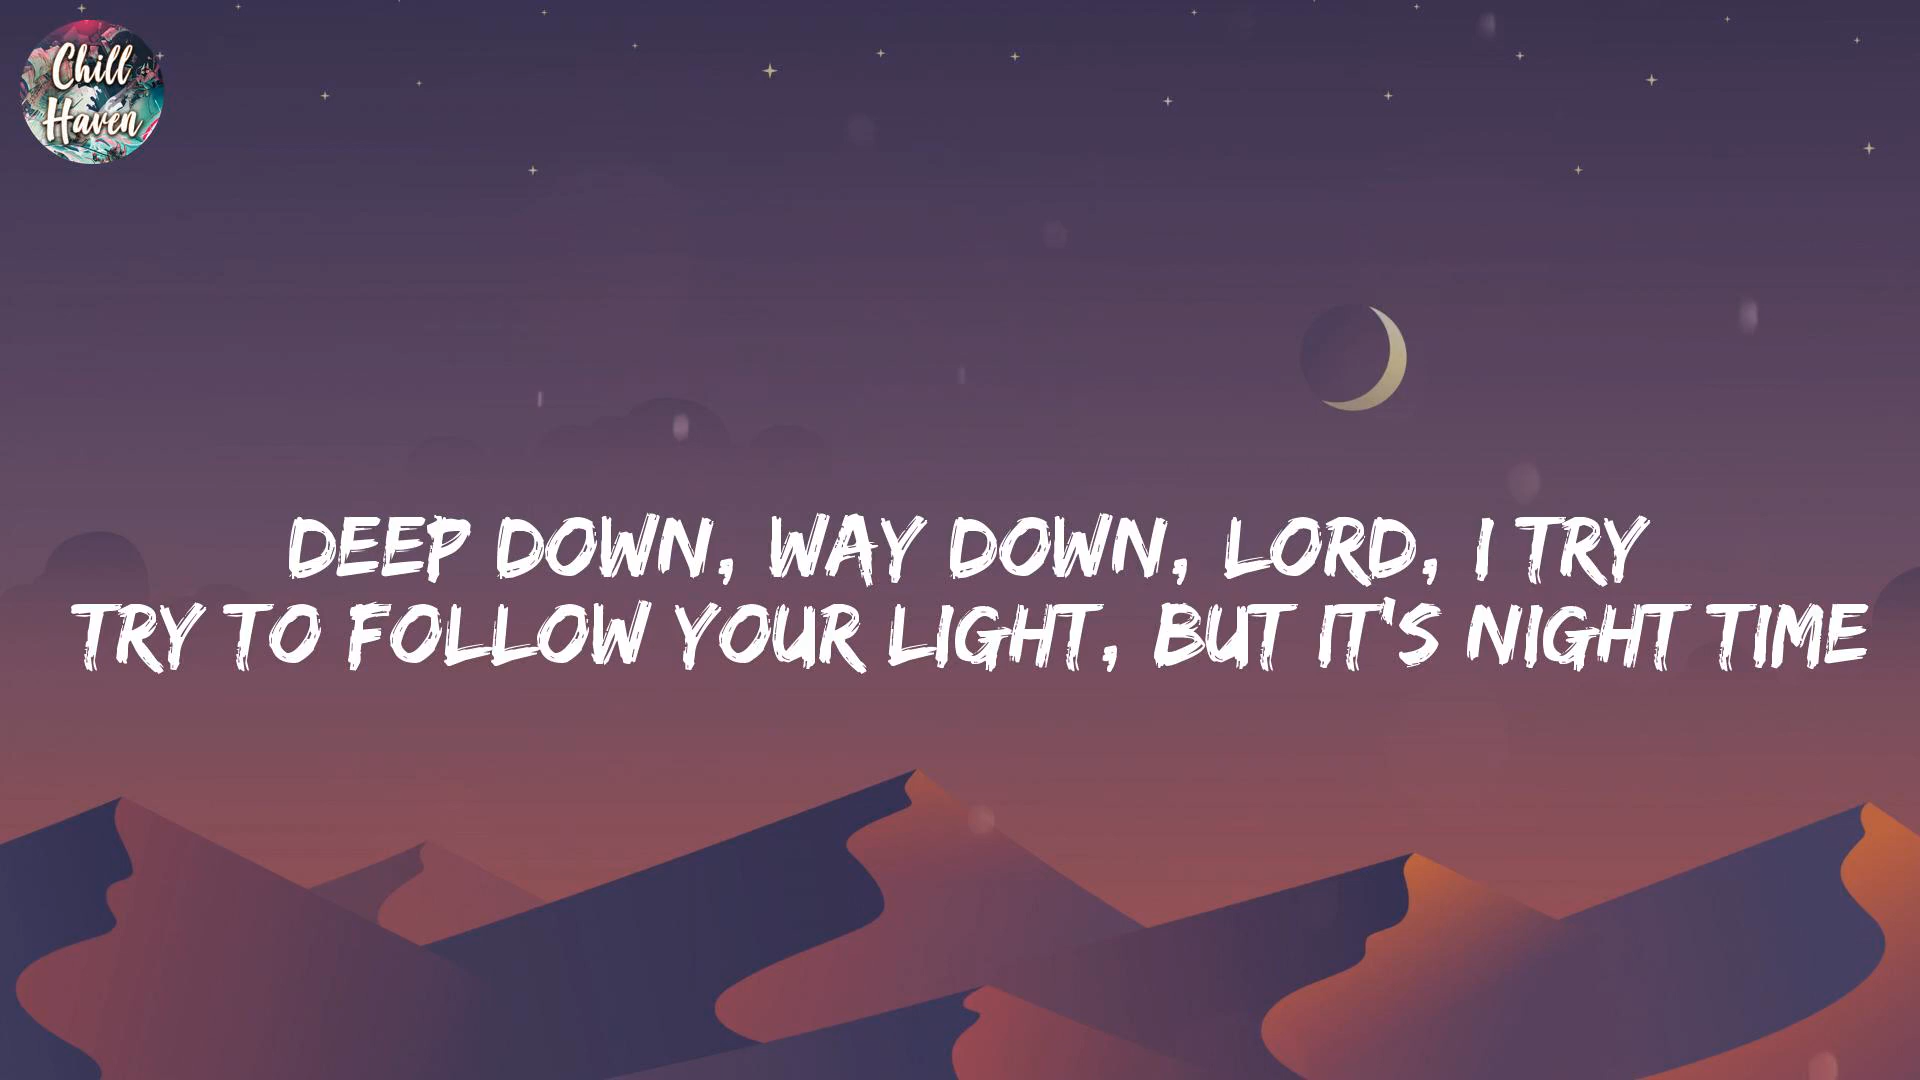 Chill
Haven
DEEP DOWN, WAY DOWN, LORD, I TRY
TRY TO FOLLOW YOUR LIGHT, BUT IT'S NIGHT TIME